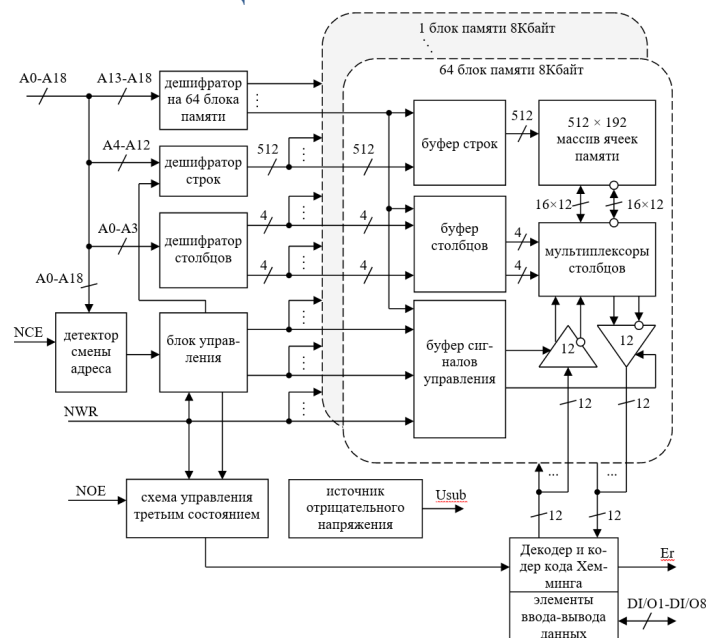 1 блок памяти 8Кбайт
64 блок памяти 8Кбайт
A0-A18
A13-A18
дешифратор
на 64 блока
памяти
512
512 × 192
массив ячеек
памяти
буфер строк
A4-A12
512
512
дешифратор
строк
16×12
16×12
A0-A3
4
4
дешифратор
столбцов
буфер
столбцов
4
мультиплексоры
столбцов
4
4
4
A0-A18
NCE
детектор
смены
адреса
блок управ-
ления
буфер сиг-
налов
управления
12
12
NWR
12
12
NOE
схема управления
третьим состоянием
источник
отрицательного
напряжения
Usub
12
12
Декодер и ко-
дер кода Хем-
минга
Er
элементы
ввода-вывода
данных
DI/O1-DI/O8